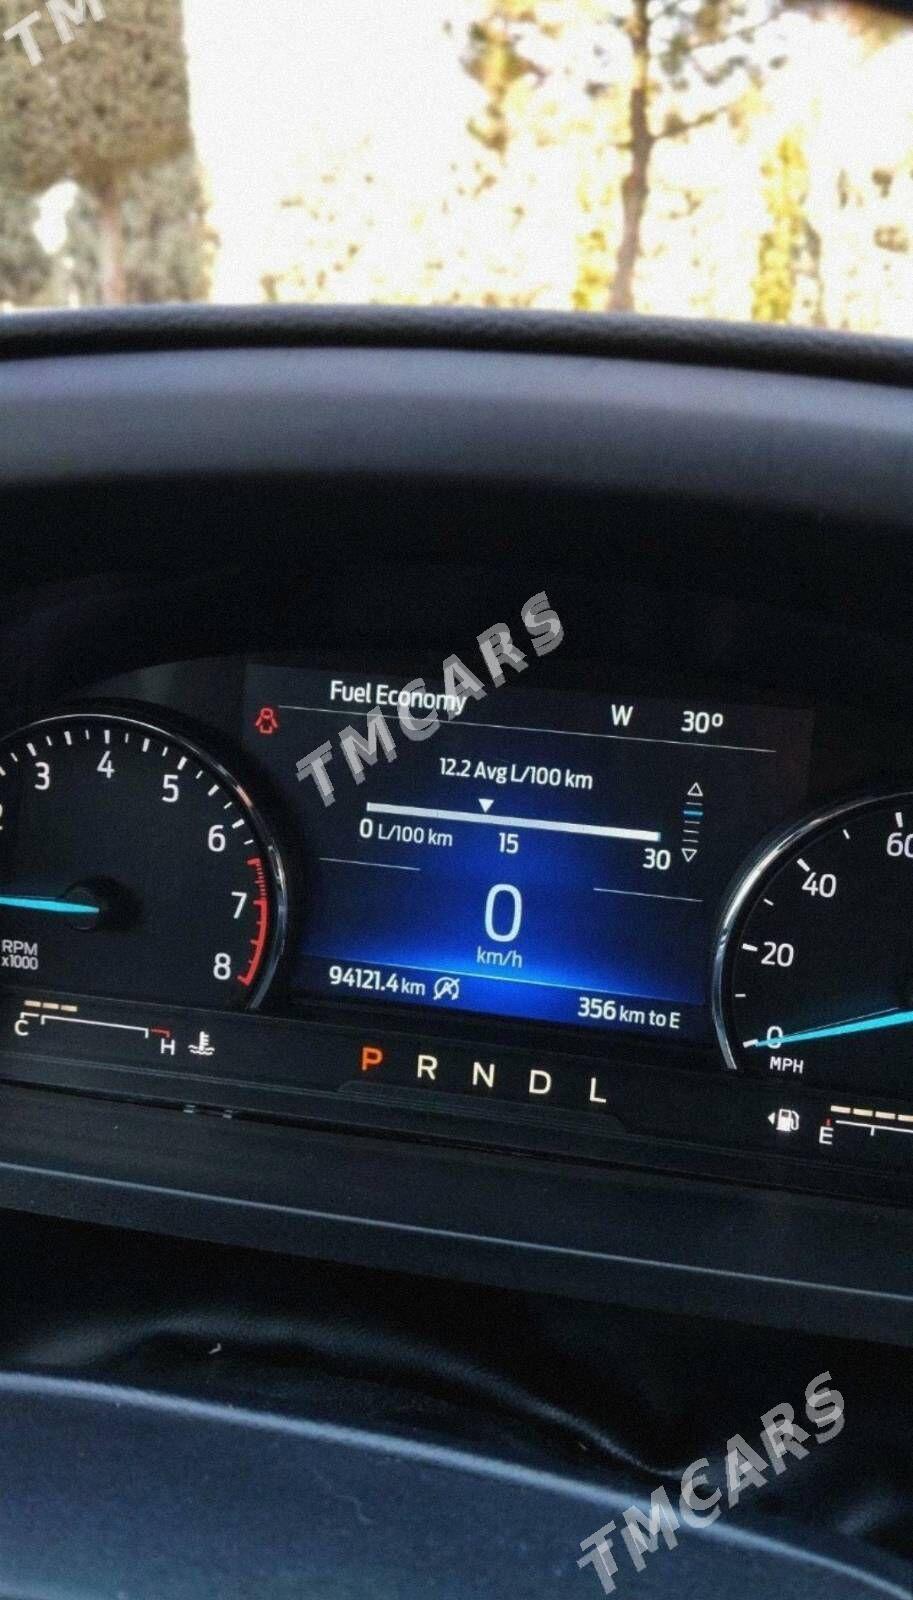 TM
TMCARS
Fuel Economy
W 30°
12.2 Avg L/100 km
0 L/100 km 15 30
0
km/h
94121.4 km
356 km to E
3 4 5 6 7 8
RPM
x1000
C H
P R N D L
0 20 40 60
MPH
E
TMCARS